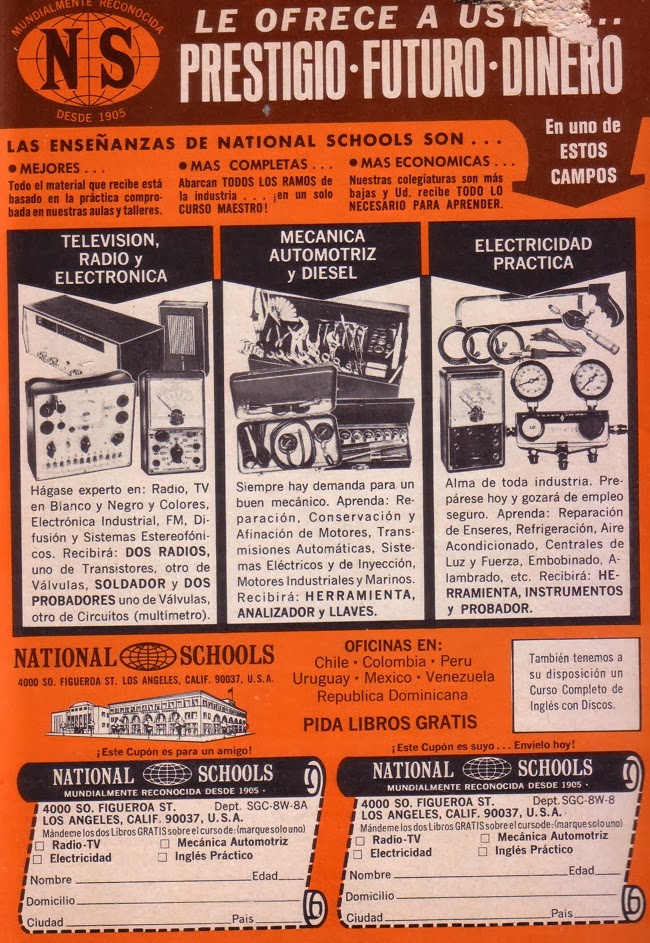 MUNDIALMENTE RECONOCIDA
NS
DESDE 1905
LE OFRECE A
PRESTIGIO·FUTURO·DINERO
LAS ENSEÑANZAS DE NATIONAL SCHOOLS SON . . .
En uno de
ESTOS
CAMPOS
• MEJORES . . .
Todo el material que recibe está
basado en la práctica compro-
bada en nuestras aulas y talleres.
• MAS COMPLETAS . . .
Abarcan TODOS LOS RAMOS de
la industria . . . ¡en un solo
CURSO MAESTRO!
• MAS ECONOMICAS . . .
Nuestras colegiaturas son más
bajas y Ud. recibe TODO LO
NECESARIO PARA APRENDER.
TELEVISION,
RADIO y
ELECTRONICA
Hágase experto en: Radio, TV
en Blanco y Negro y Colores,
Electrónica Industrial, FM, Di-
fusión y Sistemas Estereofóni-
cos. Recibirá: DOS RADIOS,
uno de Transistores, otro de
Válvulas, SOLDADOR y DOS
PROBADORES uno de Válvulas,
otro de Circuitos (multímetro).
MECANICA
AUTOMOTRIZ
y DIESEL
Siempre hay demanda para un
buen mecánico. Aprenda: Re-
paración, Conservación y
Afinación de Motores, Trans-
misiones Automáticas, Siste-
mas Eléctricos y de Inyección,
Motores Industriales y Marinos.
Recibirá: HERRAMIENTA,
ANALIZADOR y LLAVES.
ELECTRICIDAD
PRACTICA
Alma de toda industria. Pre-
párese hoy y gozará de empleo
seguro. Aprenda: Reparación
de Enseres, Refrigeración, Aire
Acondicionado, Centrales de
Luz y Fuerza, Embobinado, A-
lambrado, etc. Recibirá: HE-
RRAMIENTA, INSTRUMENTOS
y PROBADOR.
NATIONAL SCHOOLS
4000 SO. FIGUEROA ST. LOS ANGELES, CALIF. 90037, U.S.A.
OFICINAS EN:
Chile · Colombia · Peru
Uruguay · Mexico · Venezuela
Republica Dominicana
PIDA LIBROS GRATIS
También tenemos a
su disposición un
Curso Completo de
Inglés con Discos.
¡Este Cupón es para un amigo!
NATIONAL SCHOOLS
MUNDIALMENTE RECONOCIDA DESDE 1905 ·
4000 SO. FIGUEROA ST. Dept. SGC-8W-8A
LOS ANGELES, CALIF. 90037, U.S.A.
Mándeme los dos Libros GRATIS sobre el curso de: (marque solo uno)
Radio-TV Mecánica Automotriz
Electricidad Inglés Práctico
Nombre Edad
Domicilio
Ciudad Pais
¡Este Cupón es suyo . . . Envielo hoy!
NATIONAL SCHOOLS
MUNDIALMENTE RECONOCIDA DESDE 1905 ·
4000 SO. FIGUEROA ST. Dept. SGC-8W-8
LOS ANGELES, CALIF. 90037, U.S.A.
Mándeme los dos Libros GRATIS sobre el curso de: (marque solo uno)
Radio-TV Mecánica Automotriz
Electricidad Inglés Práctico
Nombre Edad
Domicilio
Ciudad Pais